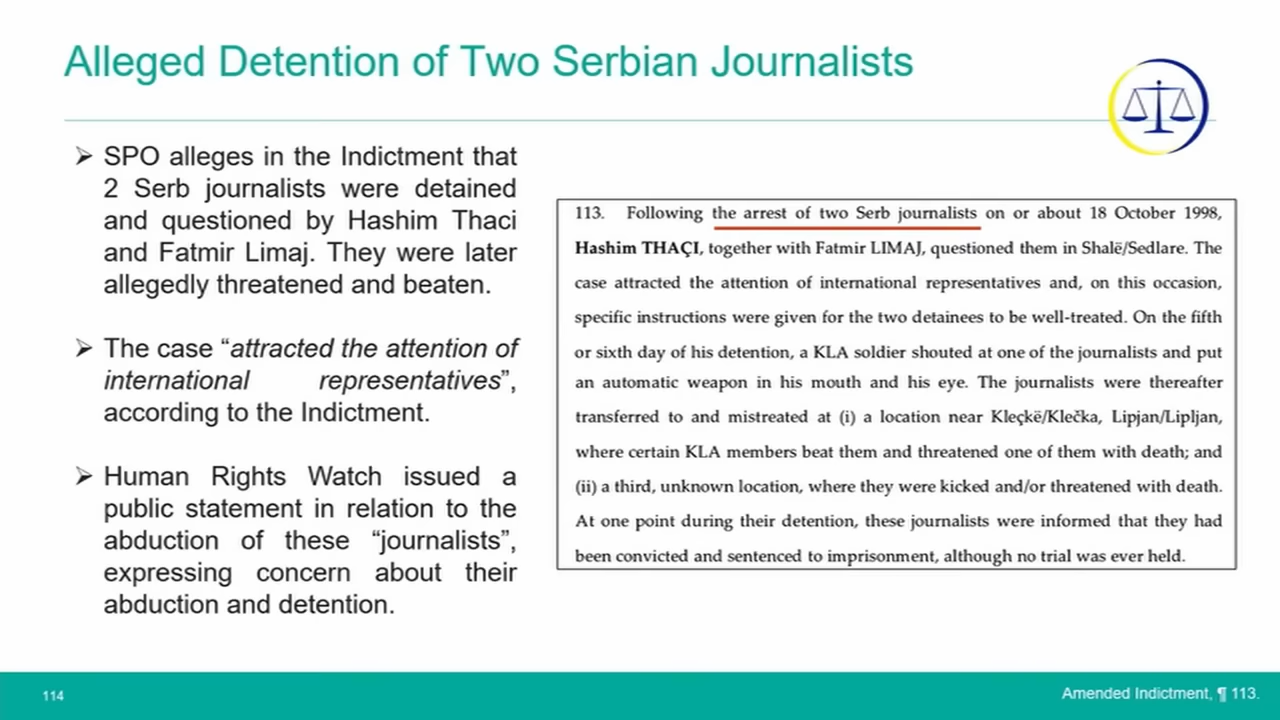 Alleged Detention of Two Serbian Journalists
➢ SPO alleges in the Indictment that
2 Serb journalists were detained
and questioned by Hashim Thaci
and Fatmir Limaj. They were later
allegedly threatened and beaten.
➢ The case “attracted the attention of
international representatives”,
according to the Indictment.
➢ Human Rights Watch issued a
public statement in relation to the
abduction of these “journalists”,
expressing concern about their
abduction and detention.
113. Following the arrest of two Serb journalists on or about 18 October 1998,
Hashim THAÇI, together with Fatmir LIMAJ, questioned them in Shalë/Sedlare. The
case attracted the attention of international representatives and, on this occasion,
specific instructions were given for the two detainees to be well-treated. On the fifth
or sixth day of his detention, a KLA soldier shouted at one of the journalists and put
an automatic weapon in his mouth and his eye. The journalists were thereafter
transferred to and mistreated at (i) a location near Kleçkë/Klečka, Lipjan/Lipljan,
where certain KLA members beat them and threatened one of them with death; and
(ii) a third, unknown location, where they were kicked and/or threatened with death.
At one point during their detention, these journalists were informed that they had
been convicted and sentenced to imprisonment, although no trial was ever held.
114
Amended Indictment, ¶ 113.